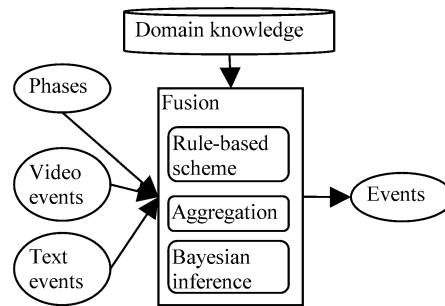 Domain knowledge
Phases
Fusion
Rule-based
scheme
Video
events
Aggregation
Events
Text
events
Bayesian
inference